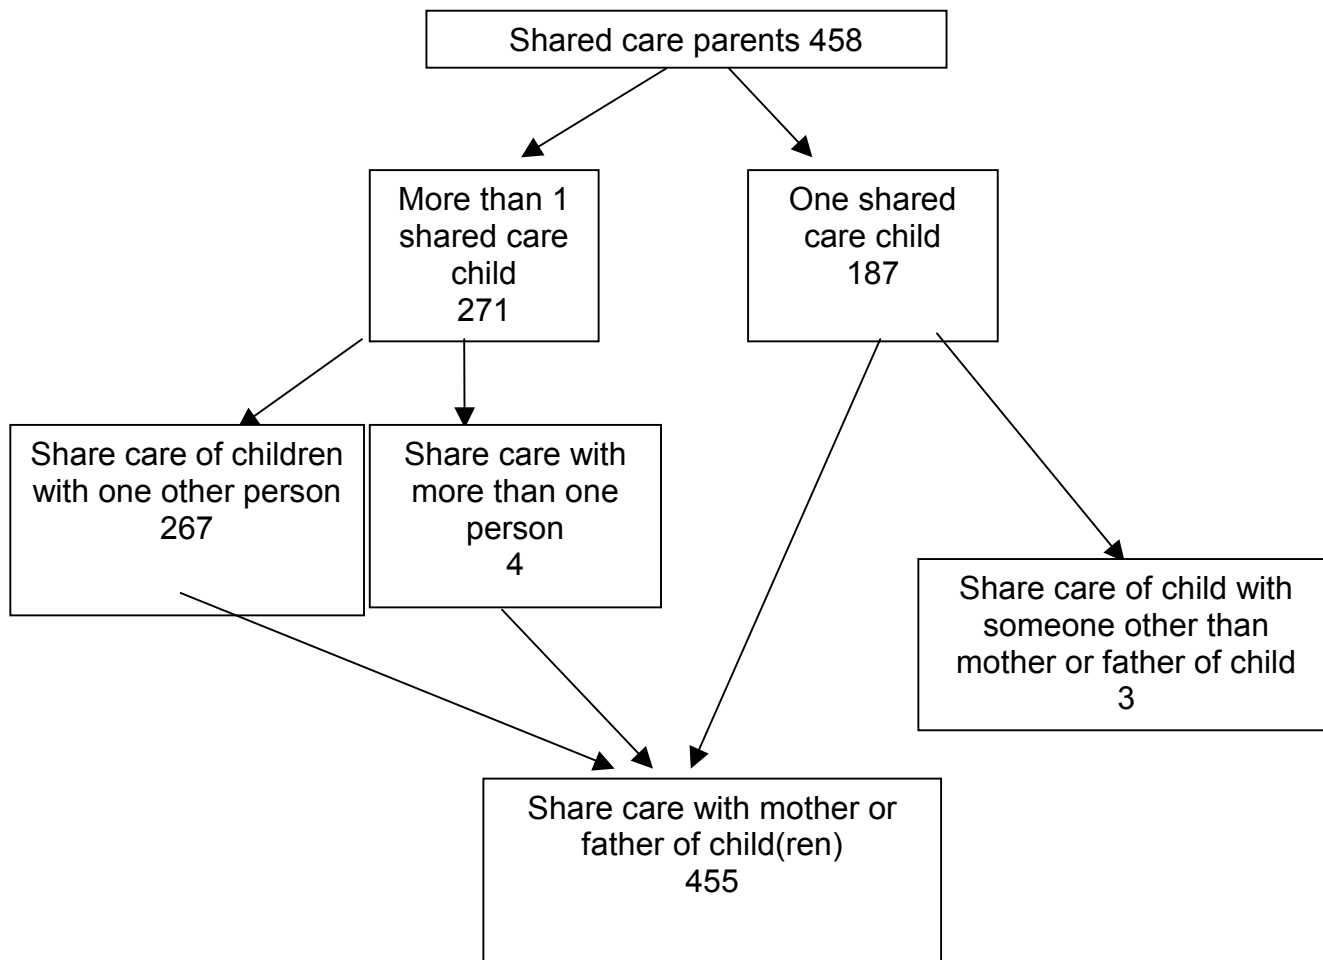 Shared care parents 458
More than 1
shared care
child
271
One shared
care child
187
Share care of children
with one other person
267
Share care with
more than one
person
4
Share care of child with
someone other than
mother or father of child
3
Share care with mother or
father of child(ren)
455